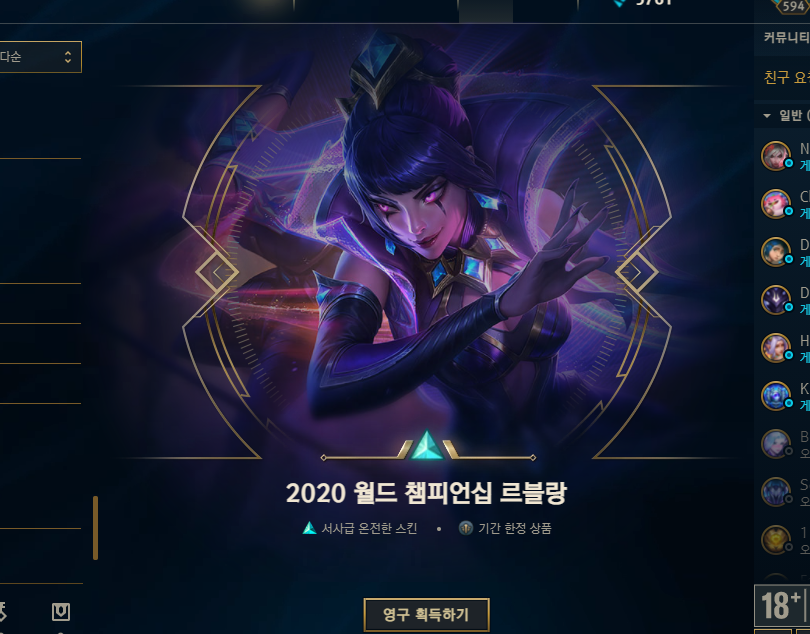 594
커뮤니티
다순
친구 요
일반
2020 월드 챔피언십 르블랑
서사급 온전한 스킨 • 기간 한정 상품
영구 획득하기
18+